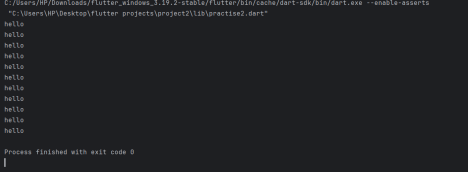 C:/Users/HP/Downloads/flutter_windows_3.19.2-stable/flutter/bin/cache/dart-sdk/bin/dart.exe --enable-asserts
"C:\Users\HP\Desktop\flutter projects\project2\lib\practise2.dart"
hello
hello
hello
hello
hello
hello
hello
hello
hello
hello
hello

Process finished with exit code 0